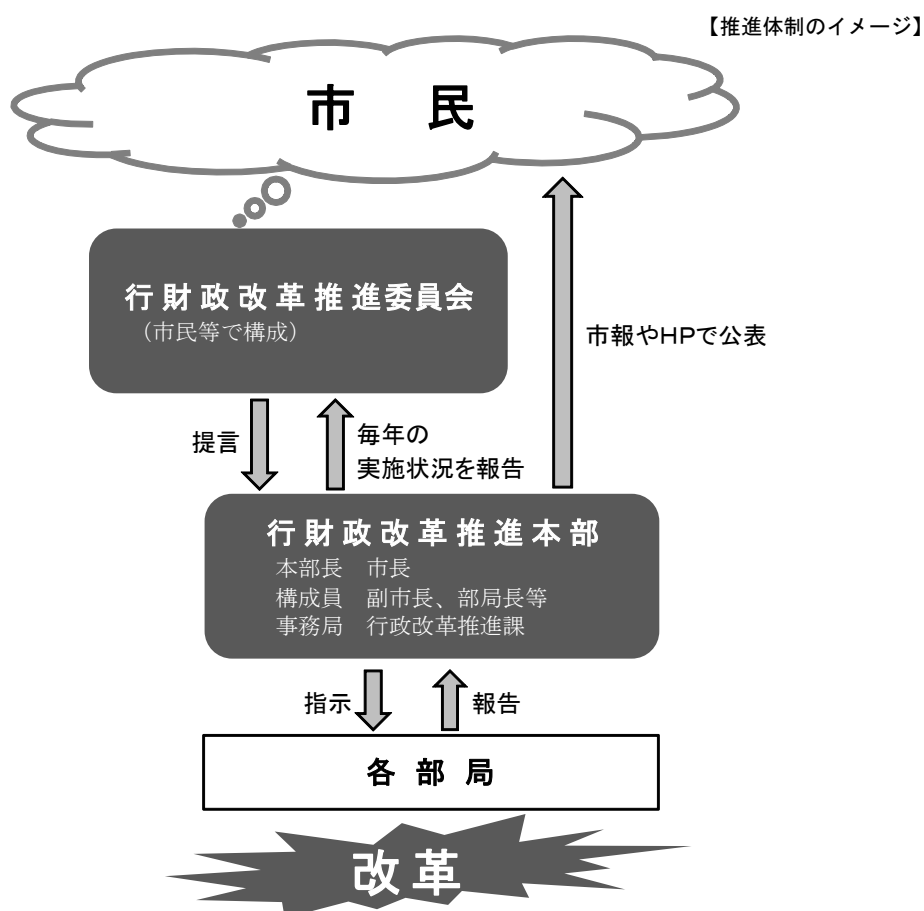 【推進体制のイメージ】
市　民
行財政改革推進委員会
（市民等で構成）
市報やHPで公表
提言
毎年の
実施状況を報告
行財政改革推進本部
本部長　市長
構成員　副市長、部局長等
事務局　行政改革推進課
指示
報告
各部局
改革